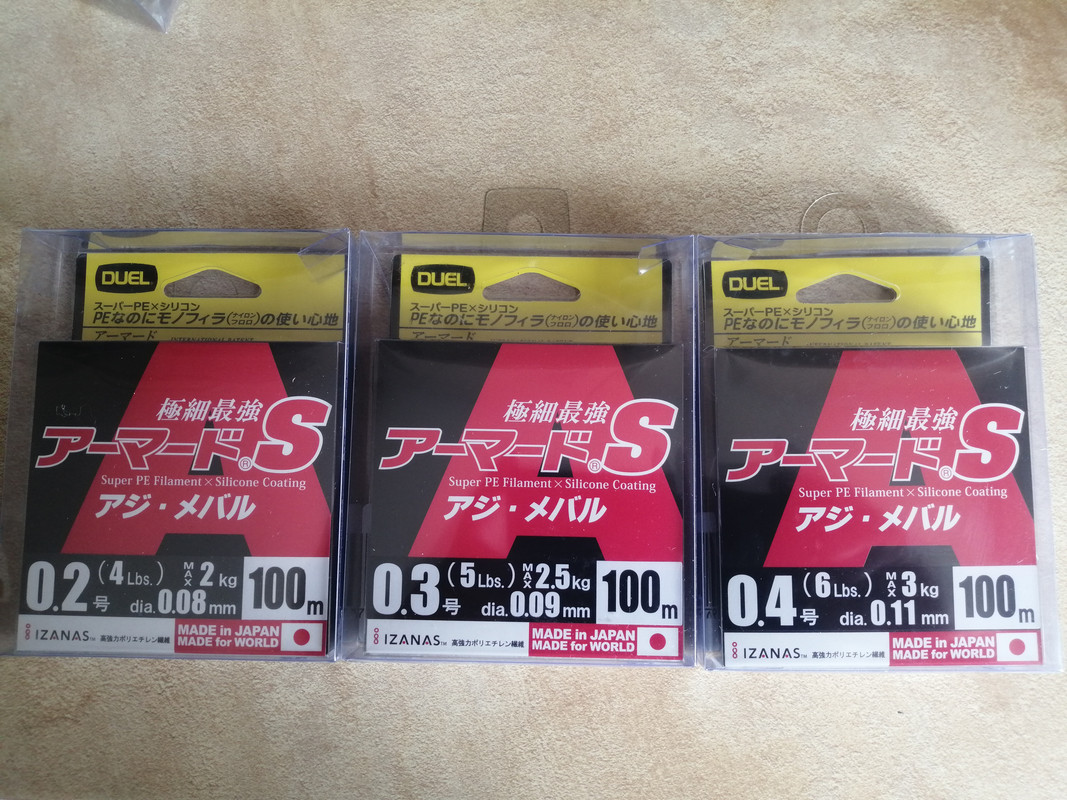 DUEL
スーパーPE×シリコン
PEなのにモノフィラ(ナイロンフロロ)の使い心地
アーマード
極細最強
アーマード®S
Super PE Filament×Silicone Coating
アジ・メバル
0.2号 (4Lbs.) MAX 2kg
dia. 0.08mm
100m
IZANAS™ 高強力ポリエチレン繊維
MADE in JAPAN
MADE for WORLD
DUEL
スーパーPE×シリコン
PEなのにモノフィラ(ナイロンフロロ)の使い心地
アーマード
極細最強
アーマード®S
Super PE Filament×Silicone Coating
アジ・メバル
0.3号 (5Lbs.) MAX 2.5kg
dia. 0.09mm
100m
IZANAS™ 高強力ポリエチレン繊維
MADE in JAPAN
MADE for WORLD
DUEL
スーパーPE×シリコン
PEなのにモノフィラ(ナイロンフロロ)の使い心地
アーマード
極細最強
アーマード®S
Super PE Filament×Silicone Coating
アジ・メバル
0.4号 (6Lbs.) MAX 3kg
dia. 0.11mm
100m
IZANAS™ 高強力ポリエチレン繊維
MADE in JAPAN
MADE for WORLD